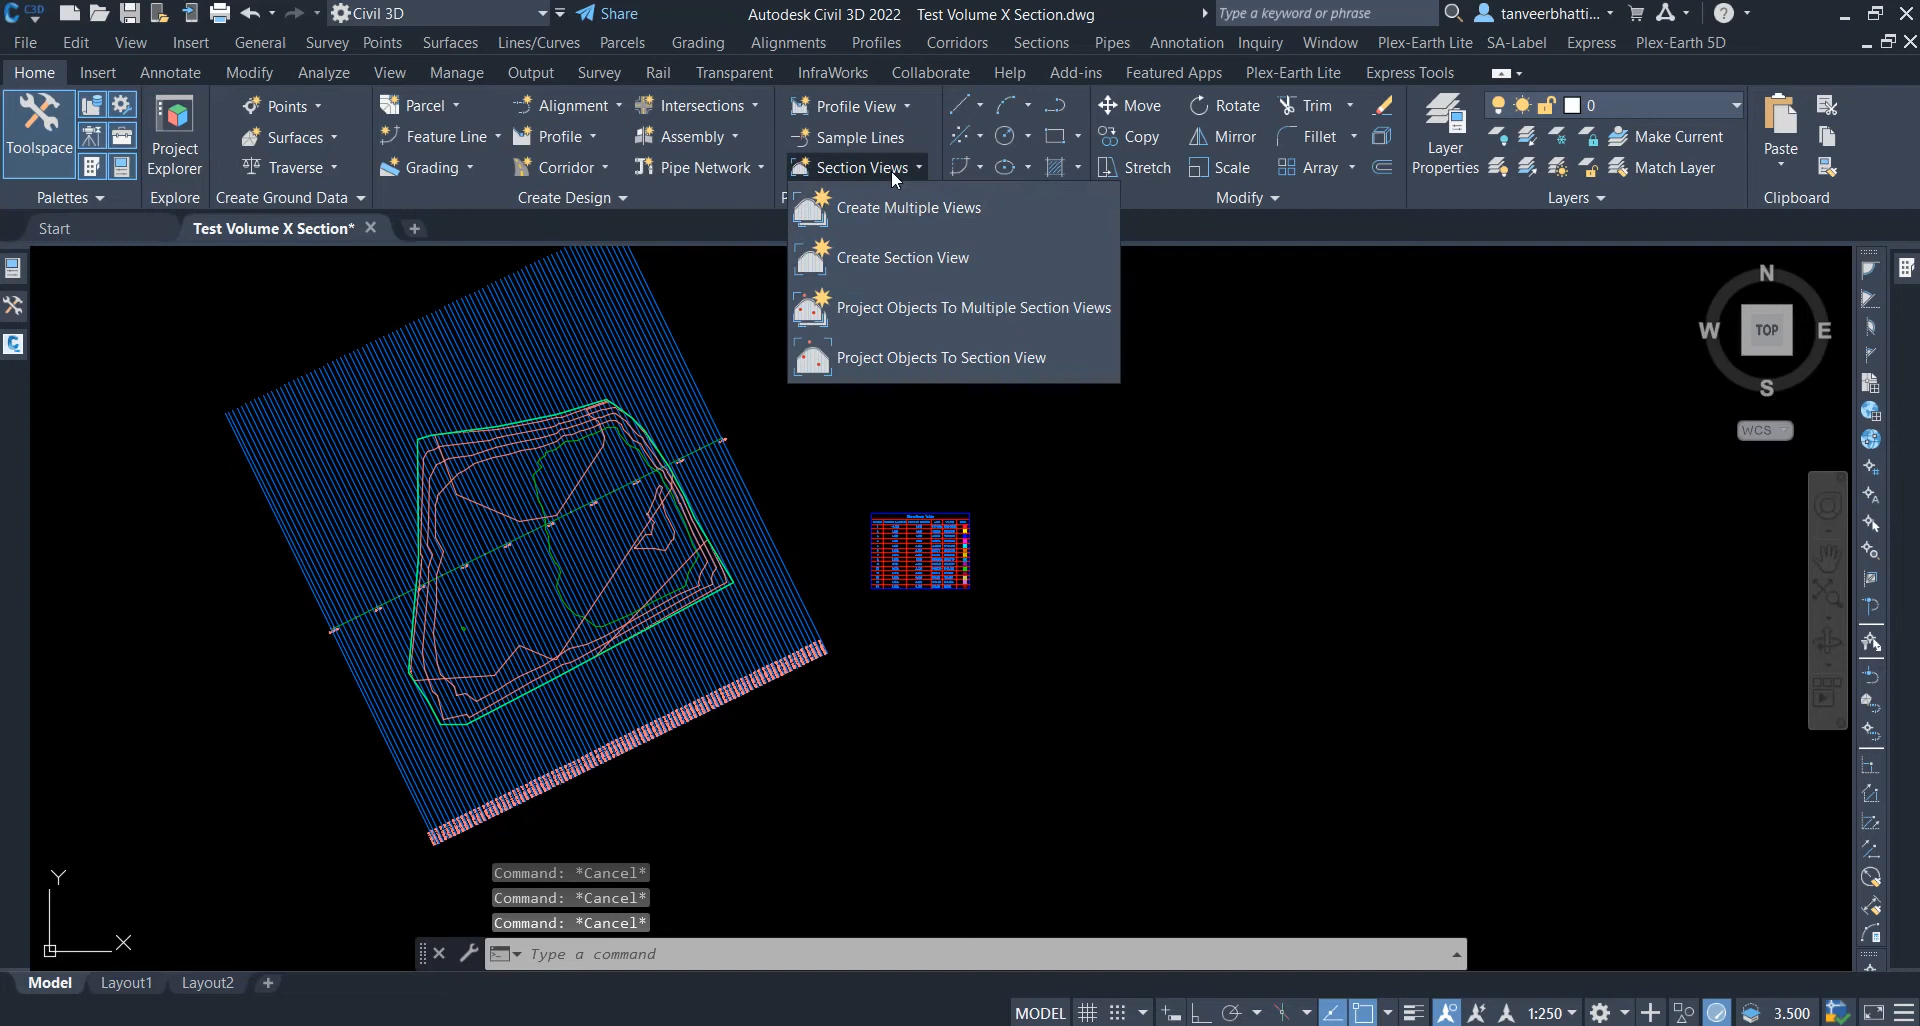 C3D Civil 3D Share Autodesk Civil 3D 2022 Test Volume X Section.dwg Type a keyword or phrase tanveerbhatti...
File Edit View Insert General Survey Points Surfaces Lines/Curves Parcels Grading Alignments Profiles Corridors Sections Pipes Annotation Inquiry Window Plex-Earth Lite SA-Label Express Plex-Earth 5D
Home Insert Annotate Modify Analyze View Manage Output Survey Rail Transparent InfraWorks Collaborate Help Add-ins Featured Apps Plex-Earth Lite Express Tools
Points Parcel Alignment Intersections Profile View Move Rotate Trim 0
Toolspace Project Explorer Surfaces Feature Line Profile Assembly Sample Lines Copy Mirror Fillet Layer Properties Make Current Paste
Traverse Grading Corridor Pipe Network Section Views Stretch Scale Array Match Layer
Palettes Explore Create Ground Data Create Design Modify Layers Clipboard
Start Test Volume X Section*
Create Multiple Views
Create Section View
Project Objects To Multiple Section Views
Project Objects To Section View
N
W TOP E
S
WCS
Command: *Cancel*
Command: *Cancel*
Command: *Cancel*
Type a command
Y
X
Model Layout1 Layout2
MODEL 1:250 3.500